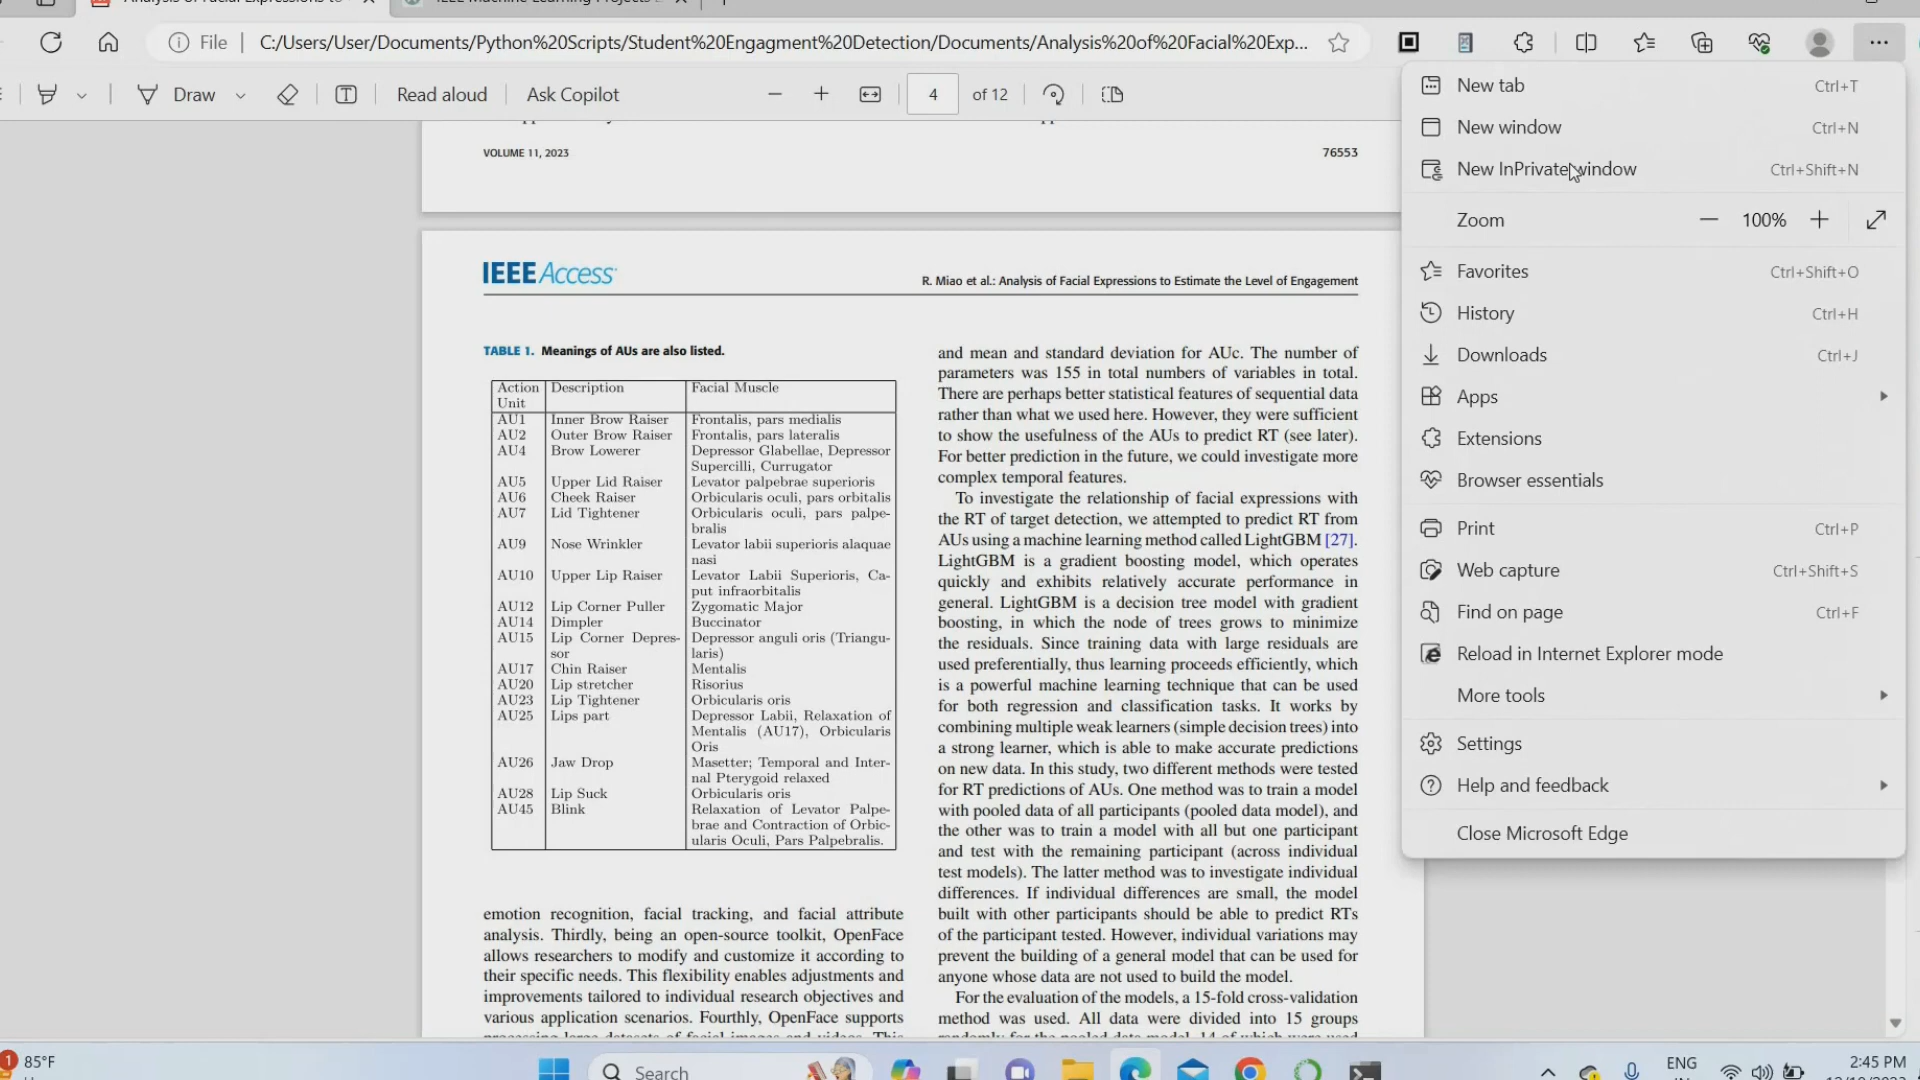 File
C:/Users/User/Documents/Python%20Scripts/Student%20Engagment%20Detection/Documents/Analysis%20of%20Facial%20Exp...
Draw
Read aloud
Ask Copilot
4 of 12
VOLUME 11, 2023
76553
IEEE Access
R. Miao et al.: Analysis of Facial Expressions to Estimate the Level of Engagement
TABLE 1. Meanings of AUs are also listed.
Action Description Facial Muscle
Unit
AU1 Inner Brow Raiser Frontalis, pars medialis
AU2 Outer Brow Raiser Frontalis, pars lateralis
AU4 Brow Lowerer Depressor Glabellae, Depressor
Supercilli, Currugator
AU5 Upper Lid Raiser Levator palpebrae superioris
AU6 Cheek Raiser Orbicularis oculi, pars orbitalis
AU7 Lid Tightener Orbicularis oculi, pars palpe-
bralis
AU9 Nose Wrinkler Levator labii superioris alaquae
nasi
AU10 Upper Lip Raiser Levator Labii Superioris, Ca-
put infraorbitalis
AU12 Lip Corner Puller Zygomatic Major
AU14 Dimpler Buccinator
AU15 Lip Corner Depres- Depressor anguli oris (Triangu-
sor laris)
AU17 Chin Raiser Mentalis
AU20 Lip stretcher Risorius
AU23 Lip Tightener Orbicularis oris
AU25 Lips part Depressor Labii, Relaxation of
Mentalis (AU17), Orbicularis
Oris
AU26 Jaw Drop Masetter; Temporal and Inter-
nal Pterygoid relaxed
AU28 Lip Suck Orbicularis oris
AU45 Blink Relaxation of Levator Palpe-
brae and Contraction of Orbic-
ularis Oculi, Pars Palpebralis.
emotion recognition, facial tracking, and facial attribute
analysis. Thirdly, being an open-source toolkit, OpenFace
allows researchers to modify and customize it according to
their specific needs. This flexibility enables adjustments and
improvements tailored to individual research objectives and
various application scenarios. Fourthly, OpenFace supports
and mean and standard deviation for AUc. The number of
parameters was 155 in total numbers of variables in total.
There are perhaps better statistical features of sequential data
rather than what we used here. However, they were sufficient
to show the usefulness of the AUs to predict RT (see later).
For better prediction in the future, we could investigate more
complex temporal features.
To investigate the relationship of facial expressions with
the RT of target detection, we attempted to predict RT from
AUs using a machine learning method called LightGBM [27].
LightGBM is a gradient boosting model, which operates
quickly and exhibits relatively accurate performance in
general. LightGBM is a decision tree model with gradient
boosting, in which the node of trees grows to minimize
the residuals. Since training data with large residuals are
used preferentially, thus learning proceeds efficiently, which
is a powerful machine learning technique that can be used
for both regression and classification tasks. It works by
combining multiple weak learners (simple decision trees) into
a strong learner, which is able to make accurate predictions
on new data. In this study, two different methods were tested
for RT predictions of AUs. One method was to train a model
with pooled data of all participants (pooled data model), and
the other was to train a model with all but one participant
and test with the remaining participant (across individual
test models). The latter method was to investigate individual
differences. If individual differences are small, the model
built with other participants should be able to predict RTs
of the participant tested. However, individual variations may
prevent the building of a general model that can be used for
anyone whose data are not used to build the model.
For the evaluation of the models, a 15-fold cross-validation
method was used. All data were divided into 15 groups
New tab Ctrl+T
New window Ctrl+N
New InPrivate window Ctrl+Shift+N
Zoom 100%
Favorites Ctrl+Shift+O
History Ctrl+H
Downloads Ctrl+J
Apps
Extensions
Browser essentials
Print Ctrl+P
Web capture Ctrl+Shift+S
Find on page Ctrl+F
Reload in Internet Explorer mode
More tools
Settings
Help and feedback
Close Microsoft Edge
1
85°F
Search
ENG
2:45 PM